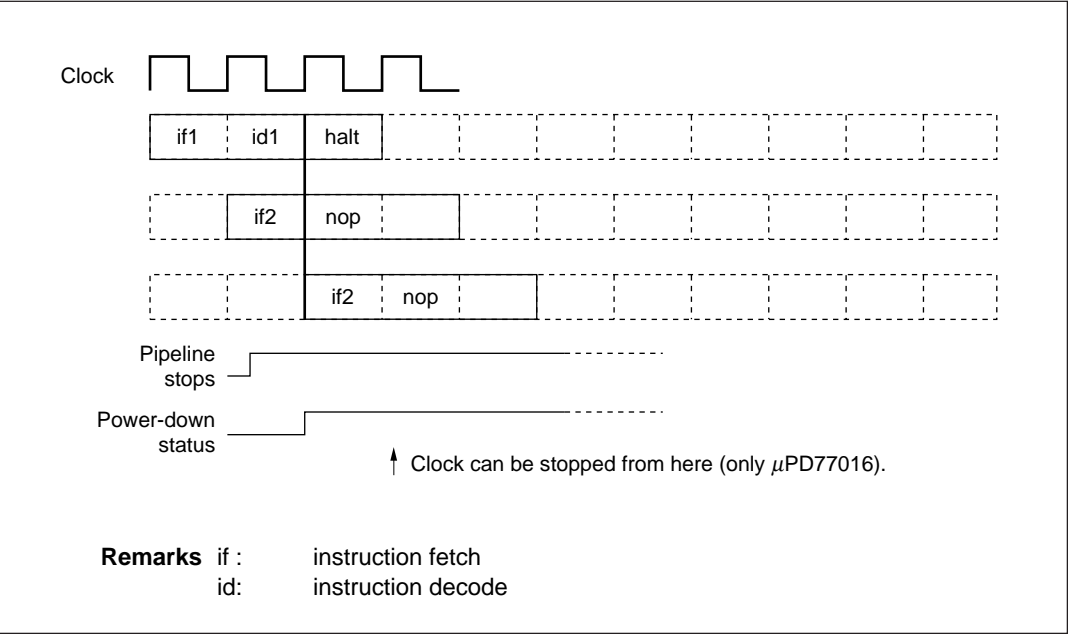 Clock
if1 id1 halt
if2 nop
if2 nop
Pipeline
stops
Power-down
status
Clock can be stopped from here (only μPD77016).
Remarks if : instruction fetch
id: instruction decode